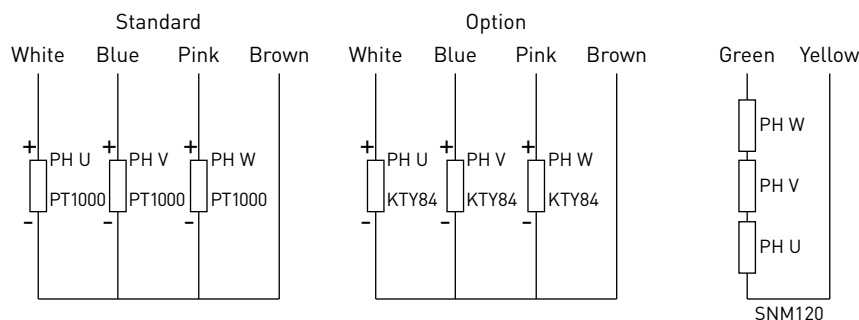 Standard
White Blue Pink Brown
+ + +
PH U PH V PH W
PT1000 PT1000 PT1000
- - -
Option
White Blue Pink Brown
+ + +
PH U PH V PH W
KTY84 KTY84 KTY84
- - -
Green Yellow
PH W
PH V
PH U
SNM120